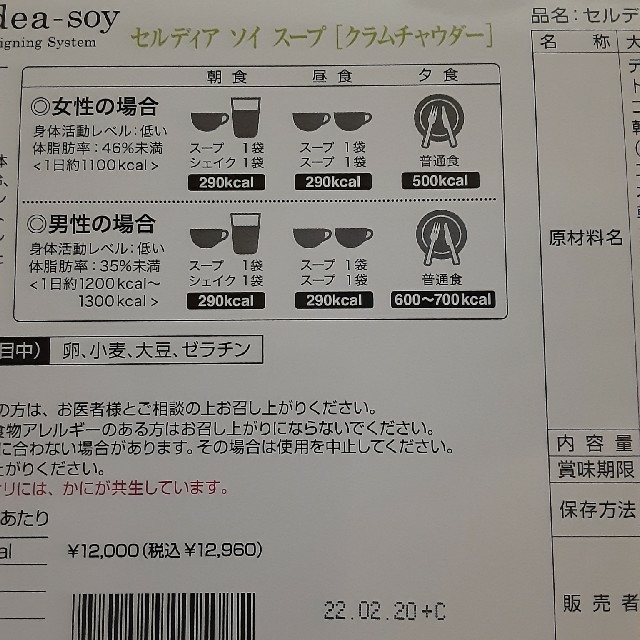 dea-soy
igning System
セルディア ソイ スープ [クラムチャウダー]
朝食 昼食 夕食
◎女性の場合
身体活動レベル：低い
体脂肪率：46%未満
<1日約1100kcal>
スープ 1袋 スープ 1袋 普通食
シェイク 1袋 スープ 1袋
290kcal 290kcal 500kcal
◎男性の場合
身体活動レベル：低い
体脂肪率：35%未満
<1日約1200kcal～
1300kcal>
スープ 1袋 スープ 1袋 普通食
シェイク 1袋 スープ 1袋
290kcal 290kcal 600～700kcal
目中） 卵、小麦、大豆、ゼラチン
の方は、お医者様とご相談の上お召し上がりください。
食物アレルギーのある方はお召し上がりにならないでください。
に合わない場合があります。その場合は使用を中止してください。
上がりください。
リには、かにが共生しています。
あたり
al
¥12,000(税込¥12,960)
22.02.20+C
品名：セルデ
名 称
原材料名
内 容 量
賞味期限
保存方法
販 売 者